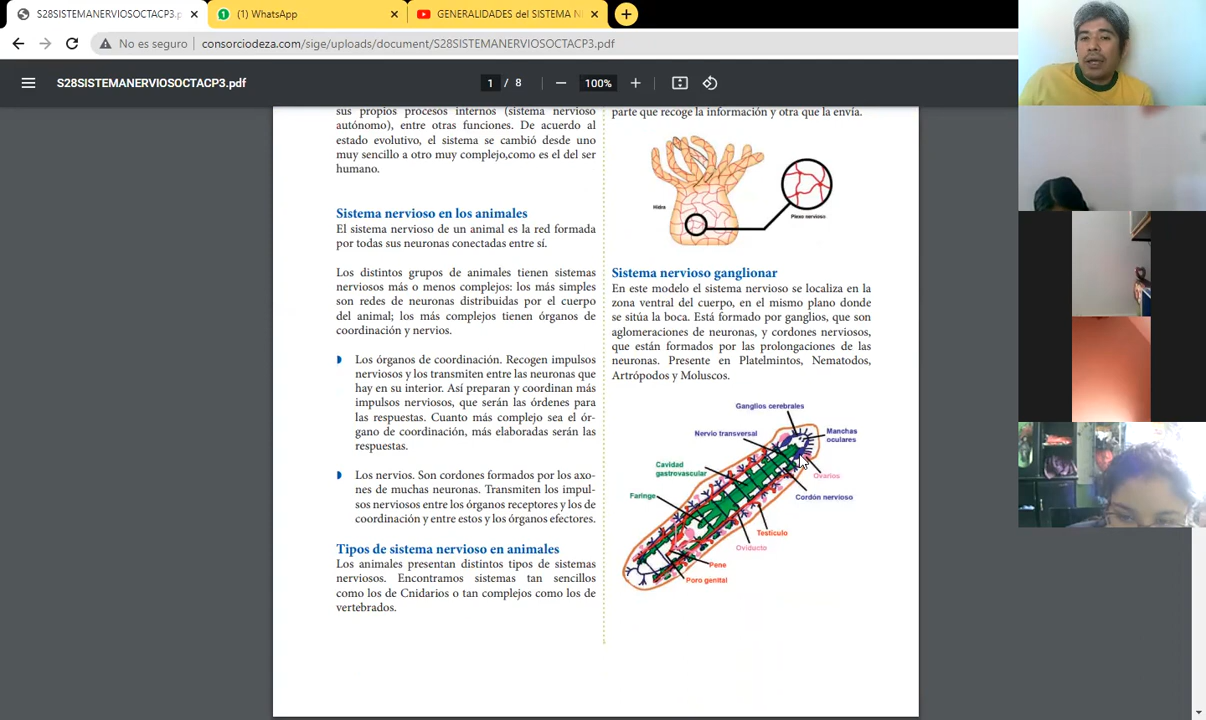 S28SISTEMANERVIOSOCTACP3.p
(1) WhatsApp
GENERALIDADES del SISTEMA N
No es seguro
consorciodeza.com/sige/uploads/document/S28SISTEMANERVIOSOCTACP3.pdf
S28SISTEMANERVIOSOCTACP3.pdf
1 / 8
100%
sus propios procesos internos (sistema nervioso
autónomo), entre otras funciones. De acuerdo al
estado evolutivo, el sistema se cambió desde uno
muy sencillo a otro muy complejo,como es el del ser
humano.
Sistema nervioso en los animales
El sistema nervioso de un animal es la red formada
por todas sus neuronas conectadas entre sí.
Los distintos grupos de animales tienen sistemas
nerviosos más o menos complejos: los más simples
son redes de neuronas distribuidas por el cuerpo
del animal; los más complejos tienen órganos de
coordinación y nervios.
Los órganos de coordinación. Recogen impulsos
nerviosos y los transmiten entre las neuronas que
hay en su interior. Así preparan y coordinan más
impulsos nerviosos, que serán las órdenes para
las respuestas. Cuanto más complejo sea el ór-
gano de coordinación, más elaboradas serán las
respuestas.
Los nervios. Son cordones formados por los axo-
nes de muchas neuronas. Transmiten los impul-
sos nerviosos entre los órganos receptores y los de
coordinación y entre estos y los órganos efectores.
Tipos de sistema nervioso en animales
Los animales presentan distintos tipos de sistemas
nerviosos. Encontramos sistemas tan sencillos
como los de Cnidarios o tan complejos como los de
vertebrados.
parte que recoge la información y otra que la envía.
Hidra
Plexo nervioso
Sistema nervioso ganglionar
En este modelo el sistema nervioso se localiza en la
zona ventral del cuerpo, en el mismo plano donde
se sitúa la boca. Está formado por ganglios, que son
aglomeraciones de neuronas, y cordones nerviosos,
que están formados por las prolongaciones de las
neuronas. Presente en Platelmintos, Nematodos,
Artrópodos y Moluscos.
Ganglios cerebrales
Nervio transversal
Manchas
oculares
Cavidad
gastrovascular
Ovarios
Faringe
Cordón nervioso
Testículo
Oviducto
Pene
Poro genital